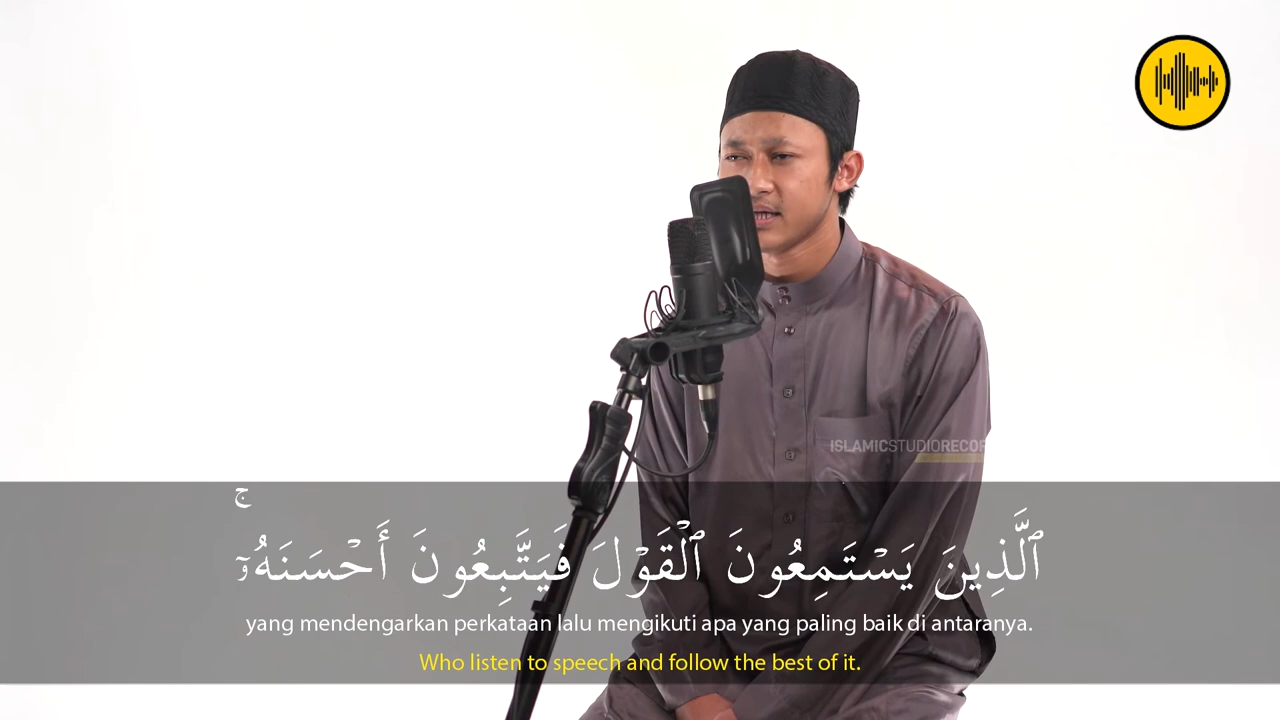 ISLAMICSTUDIORECOR
ٱلَّذِينَ يَسْتَمِعُونَ ٱلْقَوْلَ فَيَتَّبِعُونَ أَحْسَنَهُۥٓ ۚ
yang mendengarkan perkataan lalu mengikuti apa yang paling baik di antaranya.
Who listen to speech and follow the best of it.